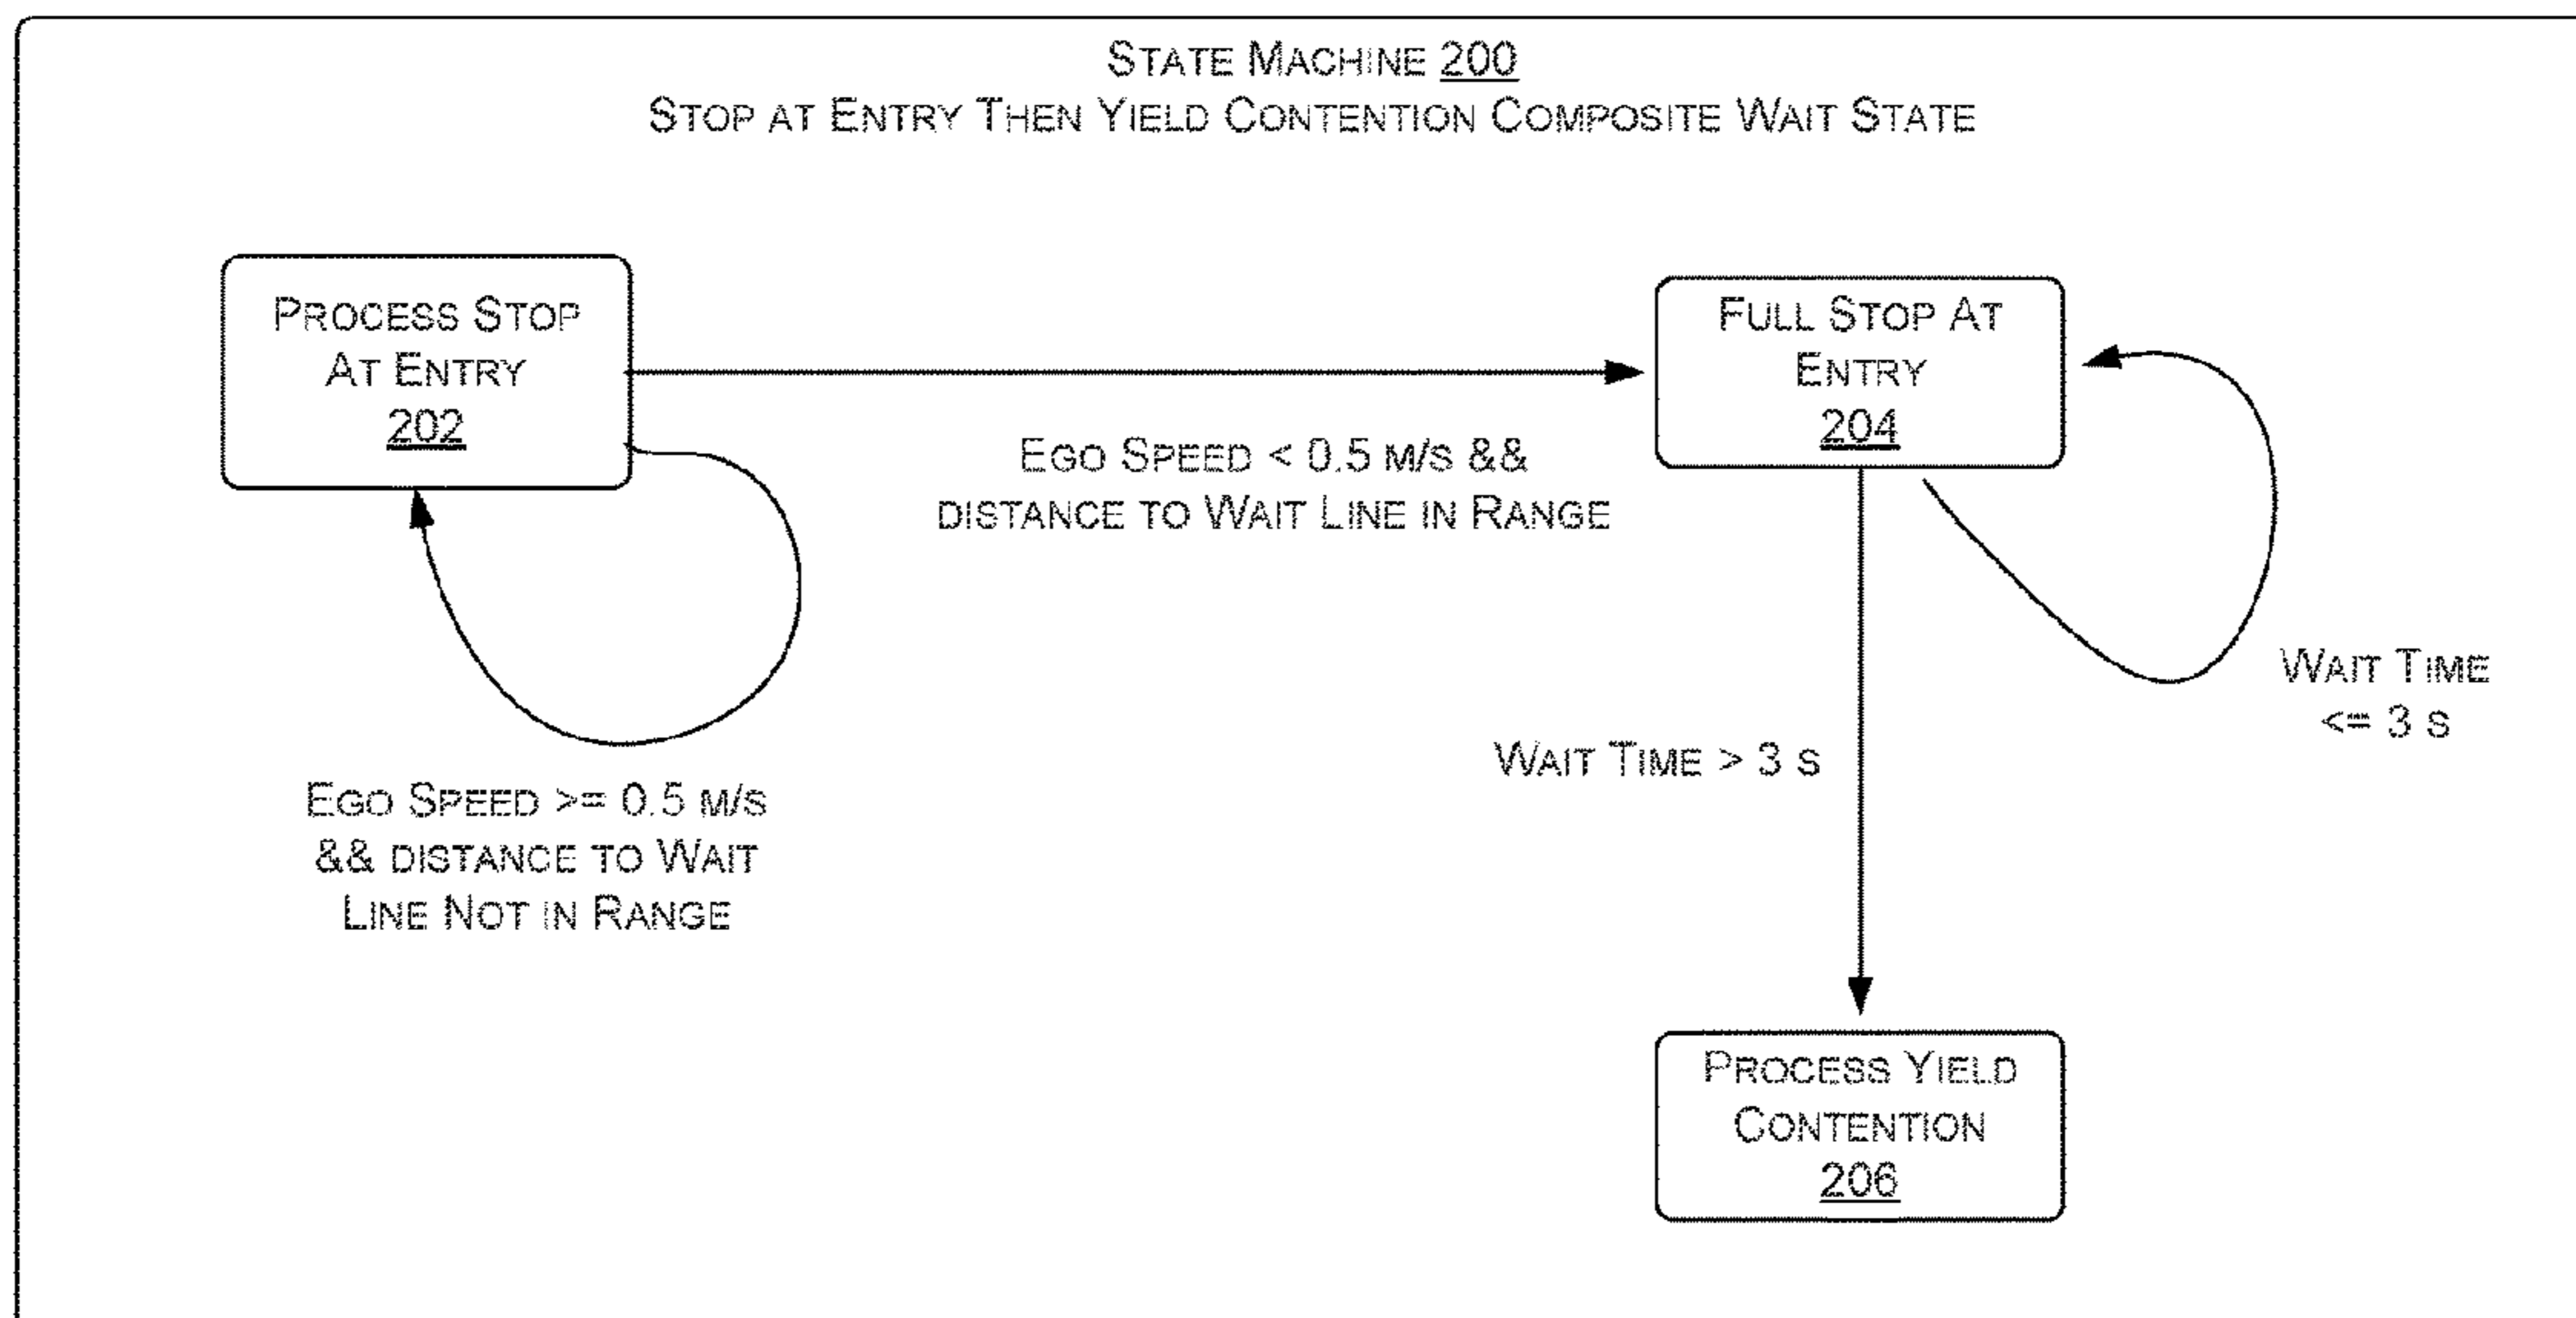 STATE MACHINE 200
STOP AT ENTRY THEN YIELD CONTENTION COMPOSITE WAIT STATE
PROCESS STOP
AT ENTRY
202
FULL STOP AT
ENTRY
204
EGO SPEED < 0.5 M/S &&
DISTANCE TO WAIT LINE IN RANGE
WAIT TIME
<= 3 S
WAIT TIME > 3 S
EGO SPEED >= 0.5 M/S
&& DISTANCE TO WAIT
LINE NOT IN RANGE
PROCESS YIELD
CONTENTION
206